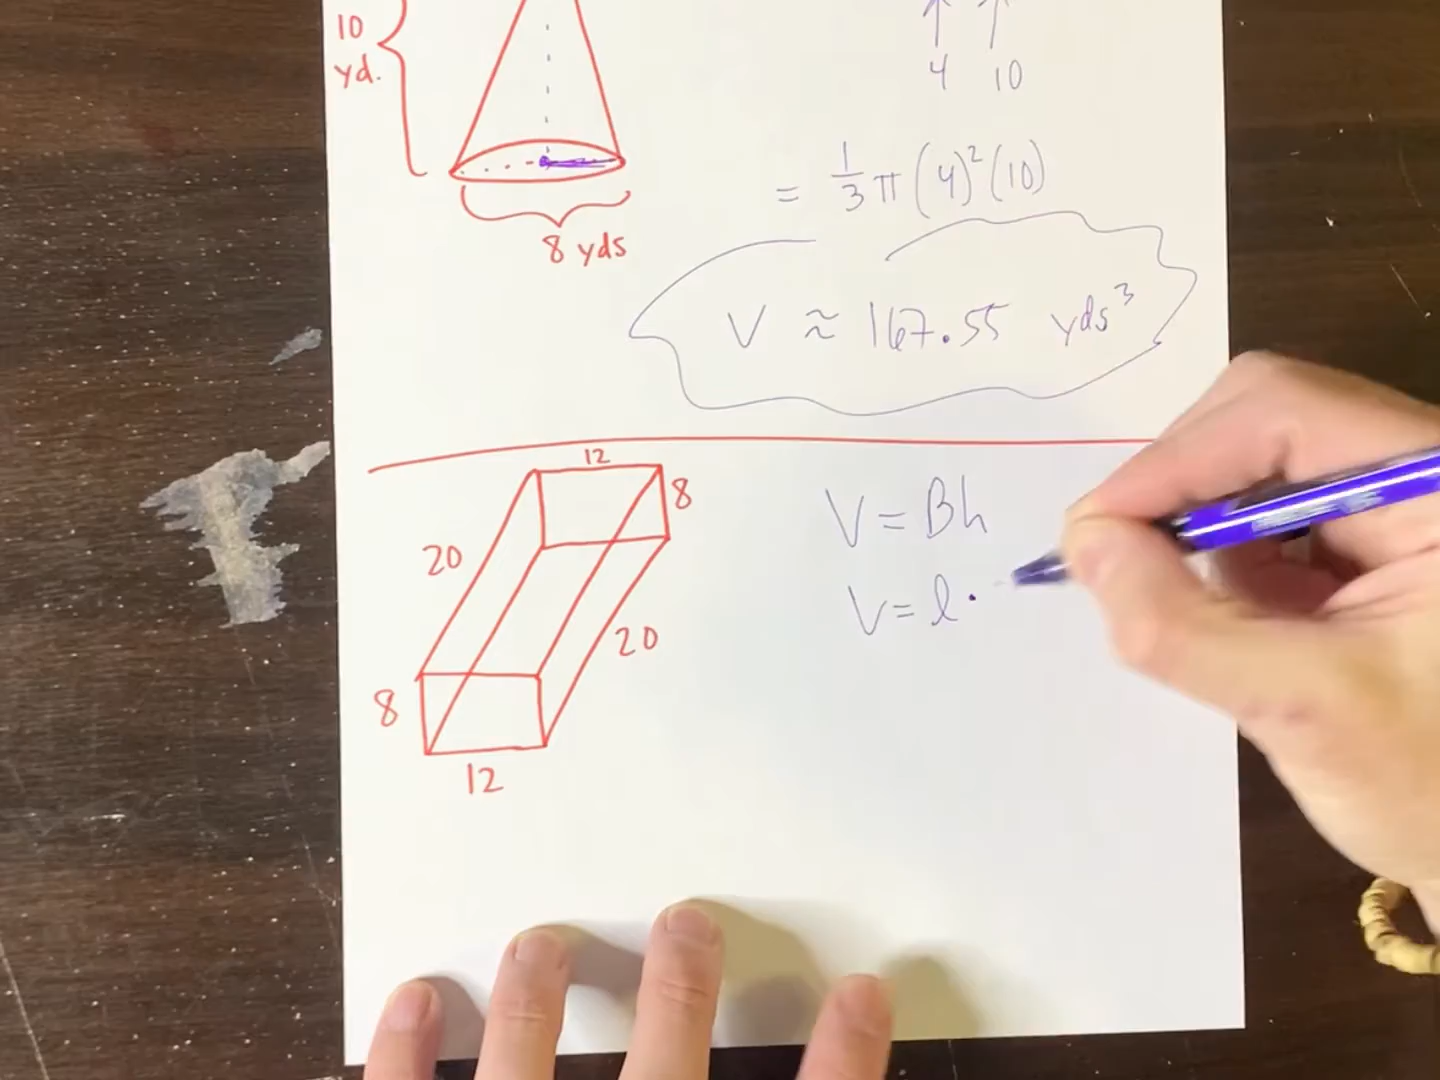 10
yd.
8 yds
4 10
= 1/3 π (4)² (10)
V ≈ 167.55 yds³
12
8
20
20
8
12
V = Bh
V = l ·